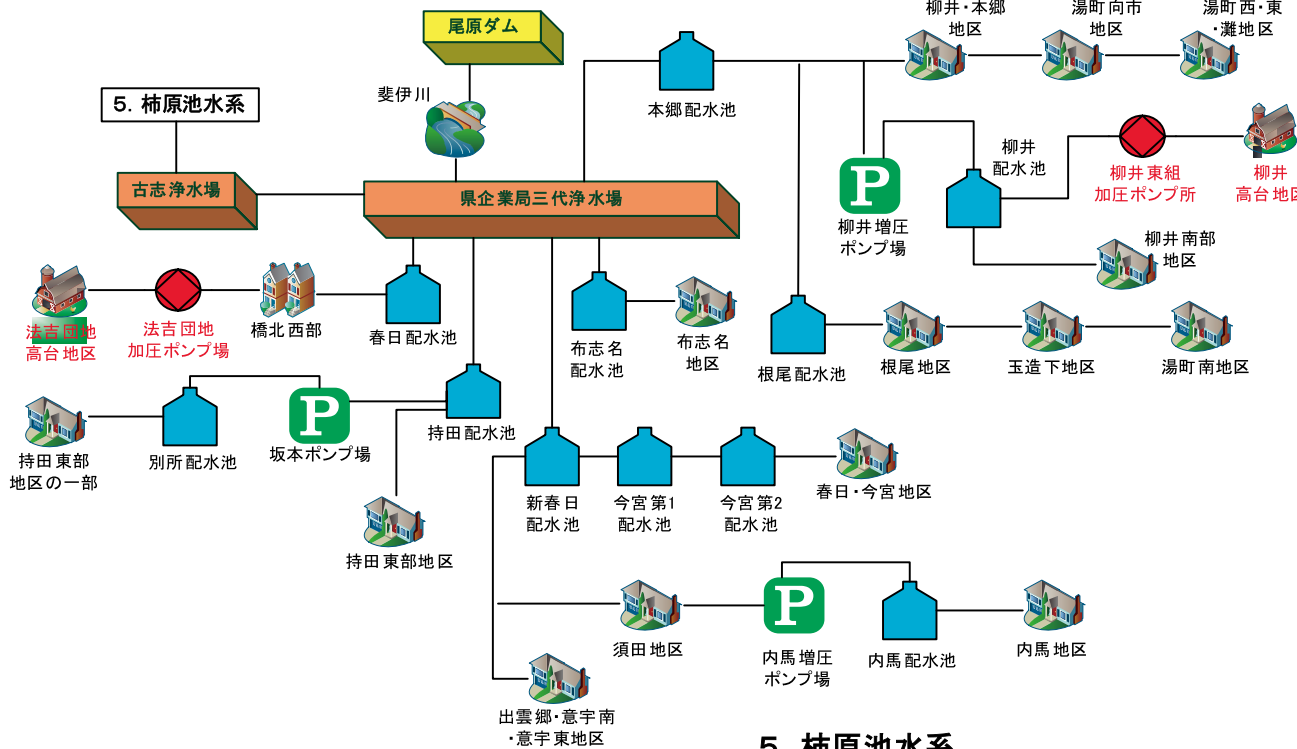 柳井・本郷
地区
湯町向市
地区
湯町西・東
・灘地区
尾原ダム
斐伊川
5. 柿原池水系
本郷配水池
古志浄水場
県企業局三代浄水場
柳井
配水池
柳井東組
加圧ポンプ所
柳井
高台地区
P
柳井増圧
ポンプ場
柳井南部
地区
法吉団地
高台地区
法吉団地
加圧ポンプ場
橋北西部
春日配水池
布志名
配水池
布志名
地区
根尾配水池
根尾地区
玉造下地区
湯町南地区
持田東部
地区の一部
別所配水池
P
坂本ポンプ場
持田配水池
持田東部地区
新春日
配水池
今宮第1
配水池
今宮第2
配水池
春日・今宮地区
須田地区
P
内馬増圧
ポンプ場
内馬配水池
内馬地区
出雲郷・意宇南
・意宇東地区
5. 柿原池水系